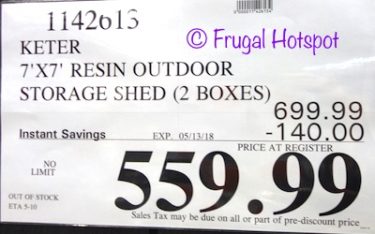 1142613
© Frugal Hotspot
KETER
7'X7' RESIN OUTDOOR
STORAGE SHED (2 BOXES)
699.99
Instant Savings EXP. 05/13/18 -140.00
PRICE AT REGISTER
NO
LIMIT
559.99
OUT OF STOCK
ETA 5-10
Sales Tax may be due on all or part of pre-discount price